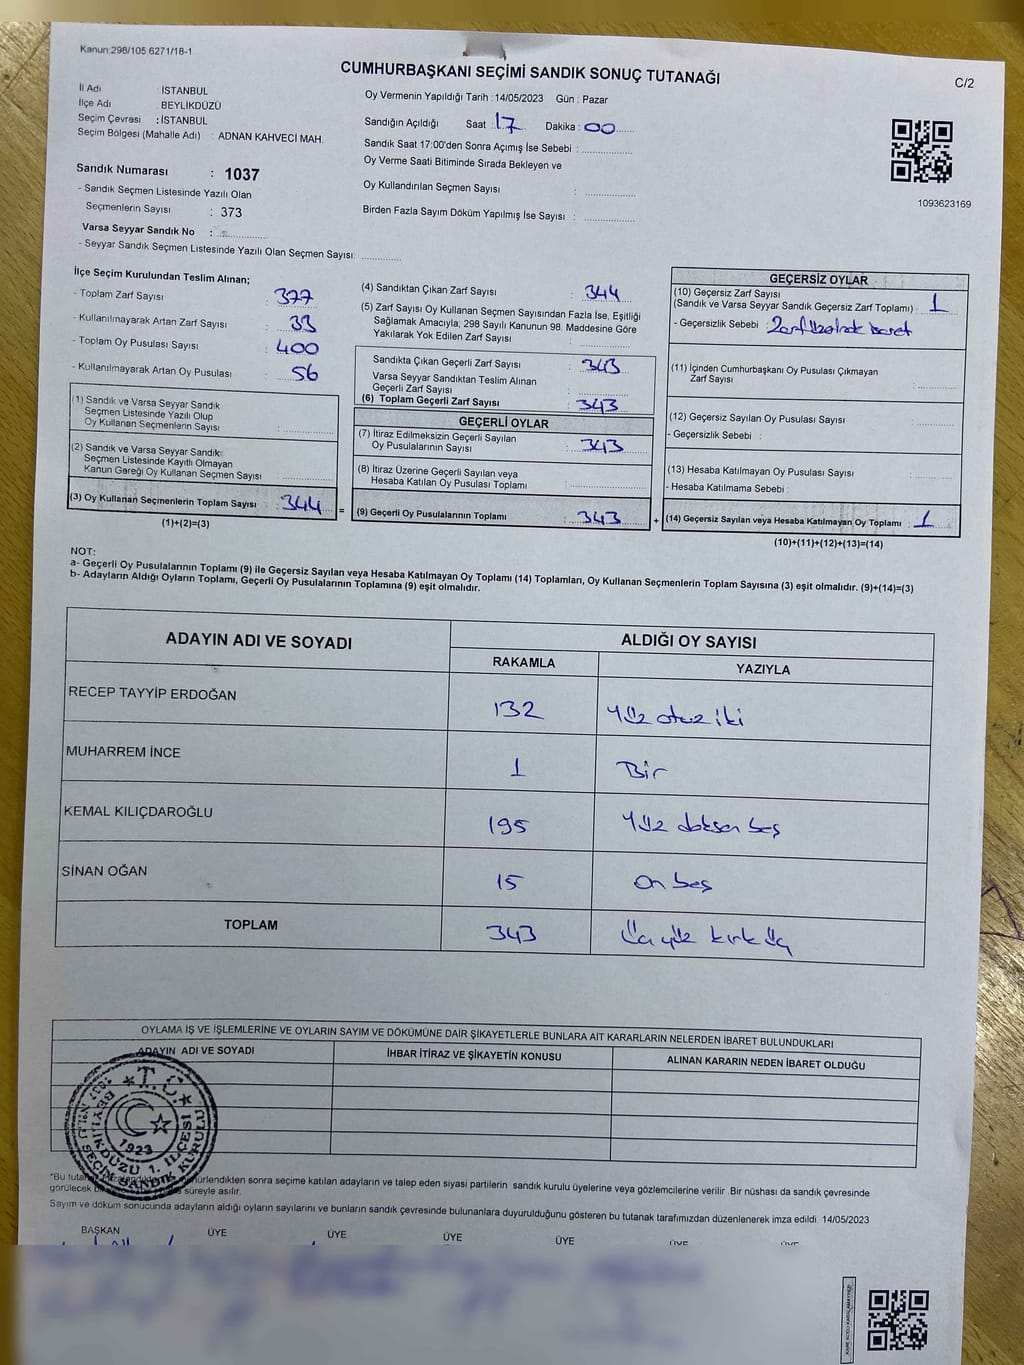 Kanun:298/105,6271/18-1
CUMHURBAŞKANI SEÇİMİ SANDIK SONUÇ TUTANAĞI
C/2
İl Adı : İSTANBUL
İlçe Adı : BEYLİKDÜZÜ
Seçim Çevresi : İSTANBUL
Seçim Bölgesi (Mahalle Adı) : ADNAN KAHVECİ MAH.
Sandık Numarası : 1037
- Sandık Seçmen Listesinde Yazılı Olan
Seçmenlerin Sayısı : 373
Varsa Seyyar Sandık No :
- Seyyar Sandık Seçmen Listesinde Yazılı Olan Seçmen Sayısı:
Oy Vermenin Yapıldığı Tarih : 14/05/2023 Gün : Pazar
Sandığın Açıldığı Saat : 17 Dakika : 00
Sandık Saat 17:00'den Sonra Açımış İse Sebebi :
Oy Verme Saati Bitiminde Sırada Bekleyen ve
Oy Kullandırılan Seçmen Sayısı :
Birden Fazla Sayım Döküm Yapılmış İse Sayısı :
1093623169
İlçe Seçim Kurulundan Teslim Alınan;
- Toplam Zarf Sayısı : 377
- Kullanılmayarak Artan Zarf Sayısı : 33
- Toplam Oy Pusulası Sayısı : 400
- Kullanılmayarak Artan Oy Pusulası : 56
(1) Sandık ve Varsa Seyyar Sandık
Seçmen Listesinde Yazılı Olup
Oy Kullanan Seçmenlerin Sayısı :
(2) Sandık ve Varsa Seyyar Sandık
Seçmen Listesinde Kayıtlı Olmayan
Kanun Gereği Oy Kullanan Seçmen Sayısı :
(3) Oy Kullanan Seçmenlerin Toplam Sayısı : 344
(1)+(2)=(3)
(4) Sandıktan Çıkan Zarf Sayısı : 344
(5) Zarf Sayısı Oy Kullanan Seçmen Sayısından Fazla İse, Eşitliği
Sağlamak Amacıyla; 298 Sayılı Kanunun 98. Maddesine Göre
Yakılarak Yok Edilen Zarf Sayısı :
Sandıkta Çıkan Geçerli Zarf Sayısı : 343
Varsa Seyyar Sandıktan Teslim Alınan
Geçerli Zarf Sayısı :
(6) Toplam Geçerli Zarf Sayısı : 343
GEÇERLİ OYLAR
(7) İtiraz Edilmeksizin Geçerli Sayılan
Oy Pusulalarının Sayısı : 343
(8) İtiraz Üzerine Geçerli Sayılan veya
Hesaba Katılan Oy Pusulası Toplamı :
= (9) Geçerli Oy Pusulalarının Toplamı : 343
GEÇERSİZ OYLAR
(10) Geçersiz Zarf Sayısı
(Sandık ve Varsa Seyyar Sandık Geçersiz Zarf Toplamı) : 1
- Geçersizlik Sebebi :
(11) İçinden Cumhurbaşkanı Oy Pusulası Çıkmayan
Zarf Sayısı :
(12) Geçersiz Sayılan Oy Pusulası Sayısı :
- Geçersizlik Sebebi :
(13) Hesaba Katılmayan Oy Pusulası Sayısı :
- Hesaba Katılmama Sebebi :
+ (14) Geçersiz Sayılan veya Hesaba Katılmayan Oy Toplamı : 1
(10)+(11)+(12)+(13)=(14)
NOT:
a- Geçerli Oy Pusulalarının Toplamı (9) ile Geçersiz Sayılan veya Hesaba Katılmayan Oy Toplamı (14) Toplamları, Oy Kullanan Seçmenlerin Toplam Sayısına (3) eşit olmalıdır. (9)+(14)=(3)
b- Adayların Aldığı Oyların Toplamı, Geçerli Oy Pusulalarının Toplamına (9) eşit olmalıdır.
ADAYIN ADI VE SOYADI ALDIĞI OY SAYISI
RAKAMLA YAZIYLA
RECEP TAYYİP ERDOĞAN 132 Yüz otuz iki
MUHARREM İNCE 1 Bir
KEMAL KILIÇDAROĞLU 195 Yüz doksan beş
SİNAN OĞAN 15 on beş
TOPLAM 343 Üç yüz kırk üç
OYLAMA İŞ VE İŞLEMLERİNE VE OYLARIN SAYIM VE DÖKÜMÜNE DAİR ŞİKAYETLERLE BUNLARA AİT KARARLARIN NELERDEN İBARET BULUNDUKLARI
ADAYIN ADI VE SOYADI İHBAR İTİRAZ VE ŞİKAYETİN KONUSU ALINAN KARARIN NEDEN İBARET OLDUĞU
T.C.
1923
BEYLİKDÜZÜ 1. İLÇESİ
1037 NOLU SEÇİM SANDIK KURULU
*Bu tutanak sonra seçime katılan adayların ve talep eden siyasi partilerin sandık kurulu üyelerine veya gözlemcilerine verilir .Bir nüshası da sandık çevresinde
görülecek süreyle asılır.
Sayım ve döküm sonucunda adayların aldığı oyların sayılarını ve bunların sandık çevresinde bulunanlara duyurulduğunu gösteren bu tutanak tarafımızdan düzenlenerek imza edildi. 14/05/2023
BAŞKAN ÜYE ÜYE ÜYE ÜYE ÜYE ÜYE